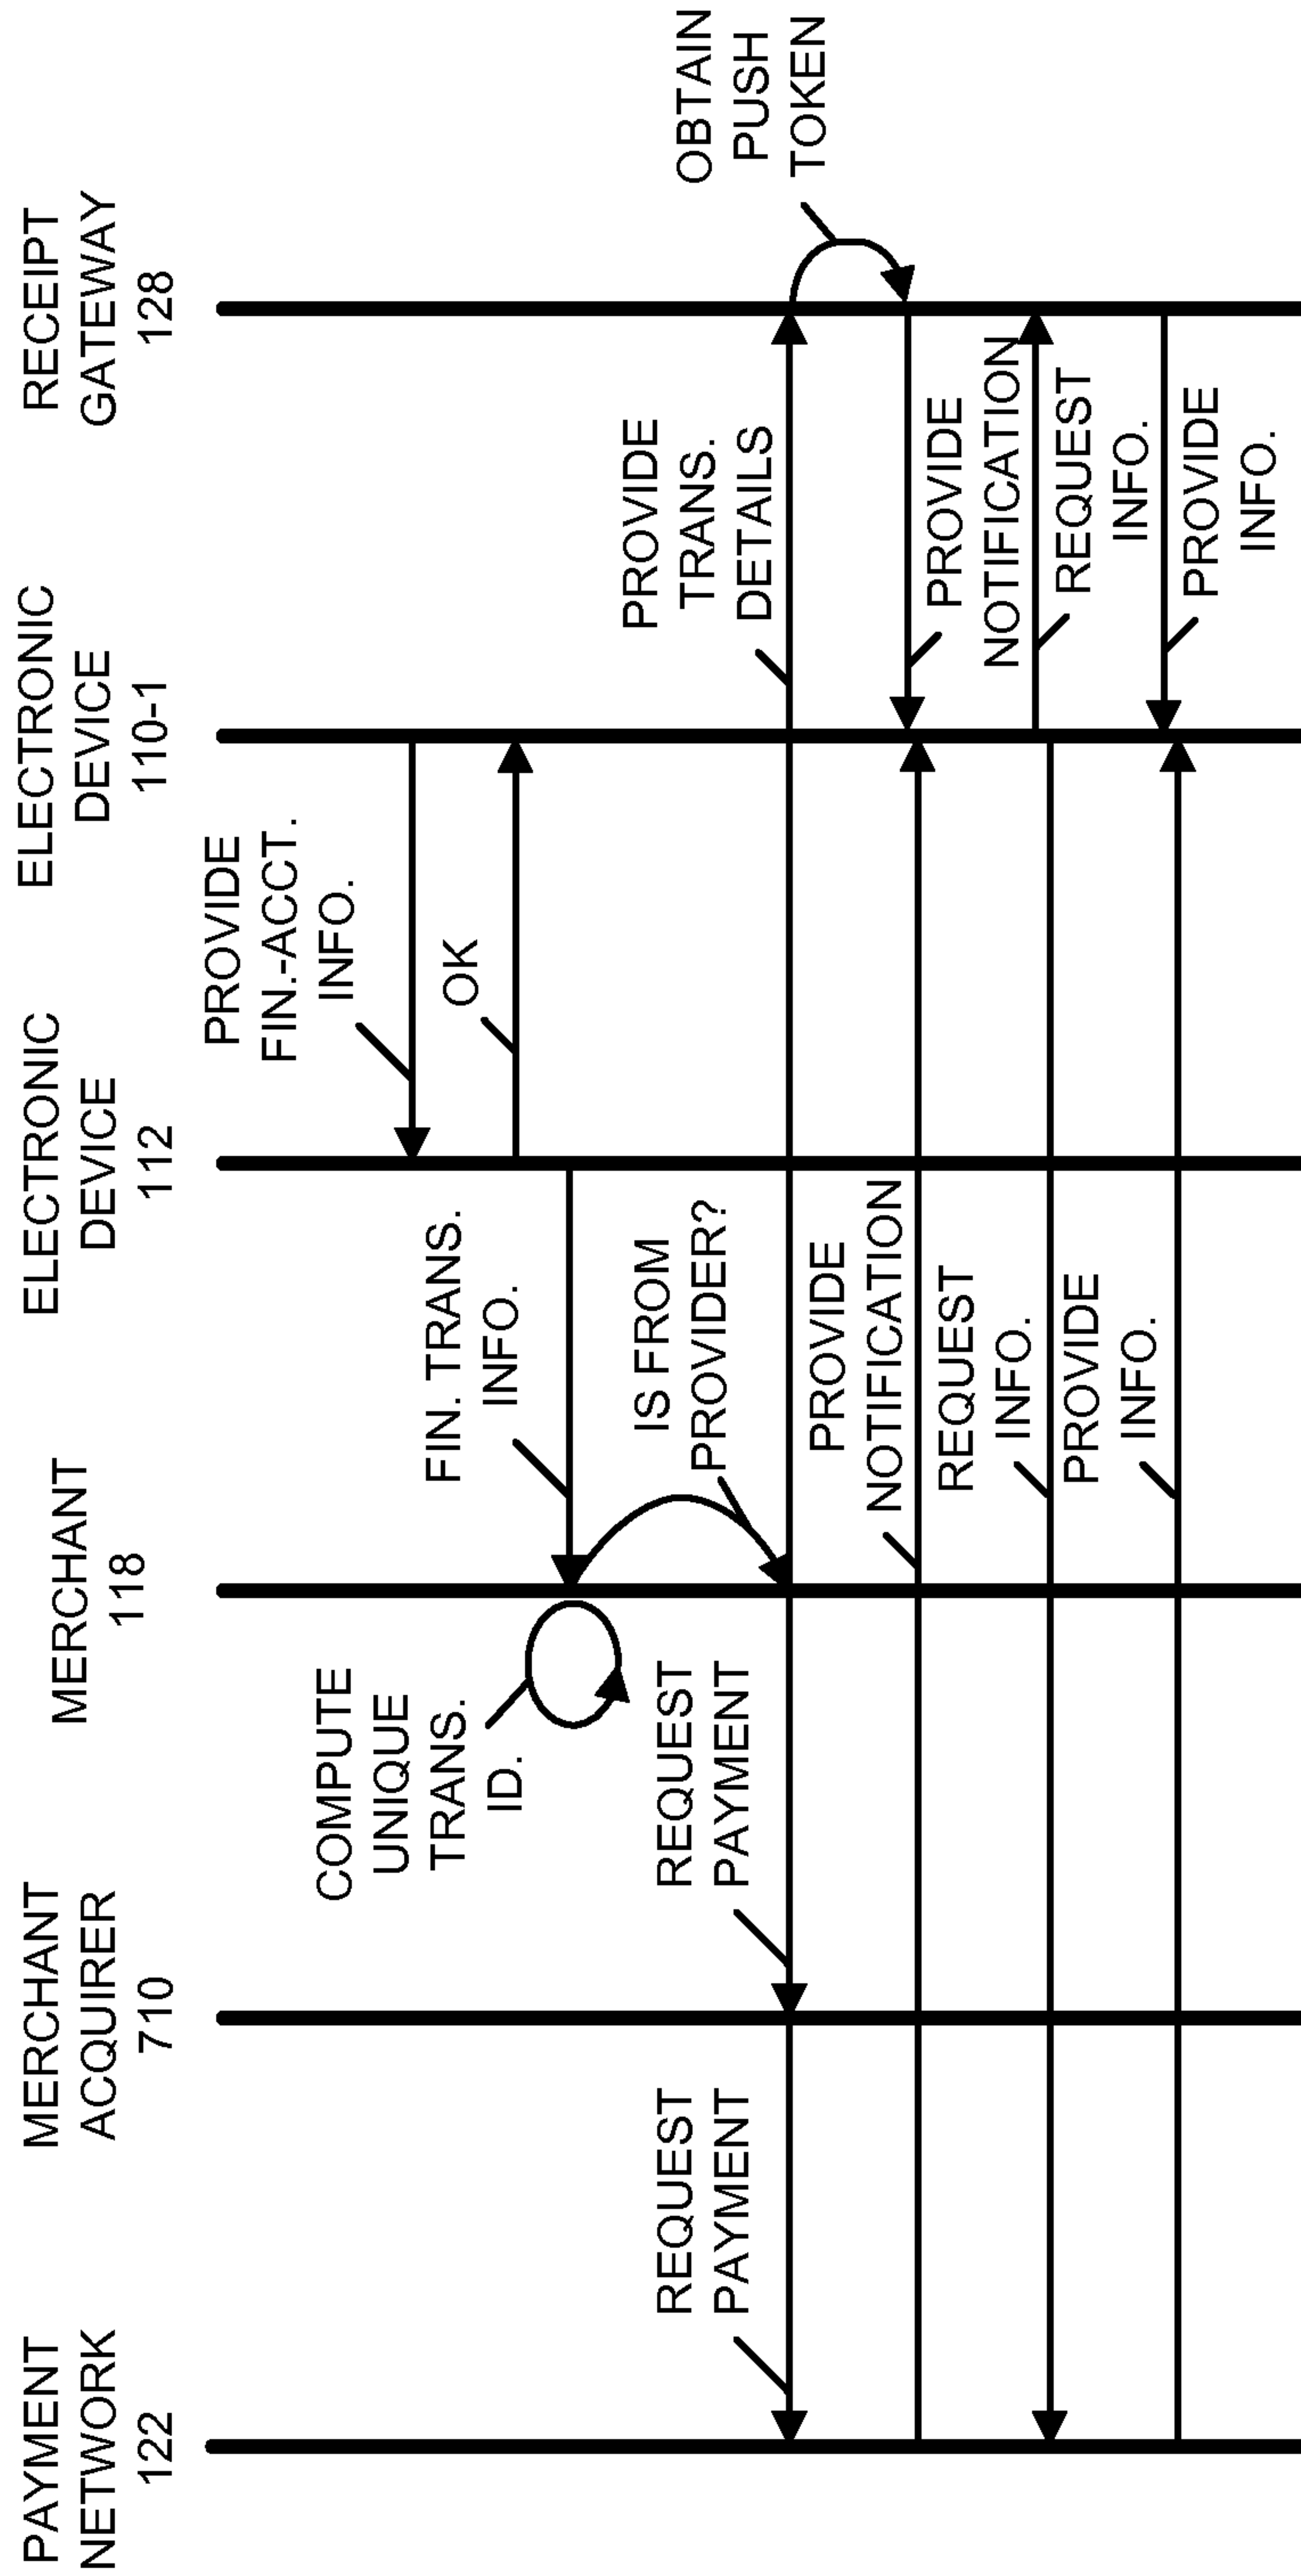 PAYMENT
NETWORK
122
MERCHANT
ACQUIRER
710
MERCHANT
118
ELECTRONIC
DEVICE
112
ELECTRONIC
DEVICE
110-1
RECEIPT
GATEWAY
128
PROVIDE
FIN.-ACCT.
INFO.
OK
FIN. TRANS.
INFO.
COMPUTE
UNIQUE
TRANS.
ID.
IS FROM
PROVIDER?
REQUEST
PAYMENT
REQUEST
PAYMENT
PROVIDE
TRANS.
DETAILS
OBTAIN
PUSH
TOKEN
PROVIDE
NOTIFICATION
PROVIDE
NOTIFICATION
REQUEST
INFO.
REQUEST
INFO.
PROVIDE
INFO.
PROVIDE
INFO.